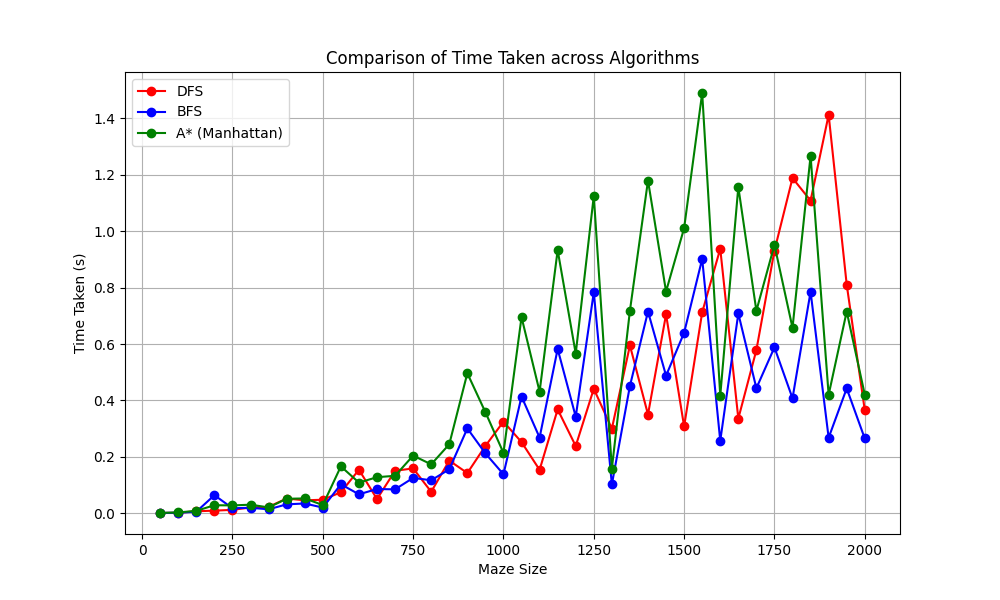 Comparison of Time Taken across Algorithms
DFS
BFS
A* (Manhattan)
1.4
1.2
1.0
0.8
0.6
0.4
0.2
0.0
Time Taken (s)
0 250 500 750 1000 1250 1500 1750 2000
Maze Size